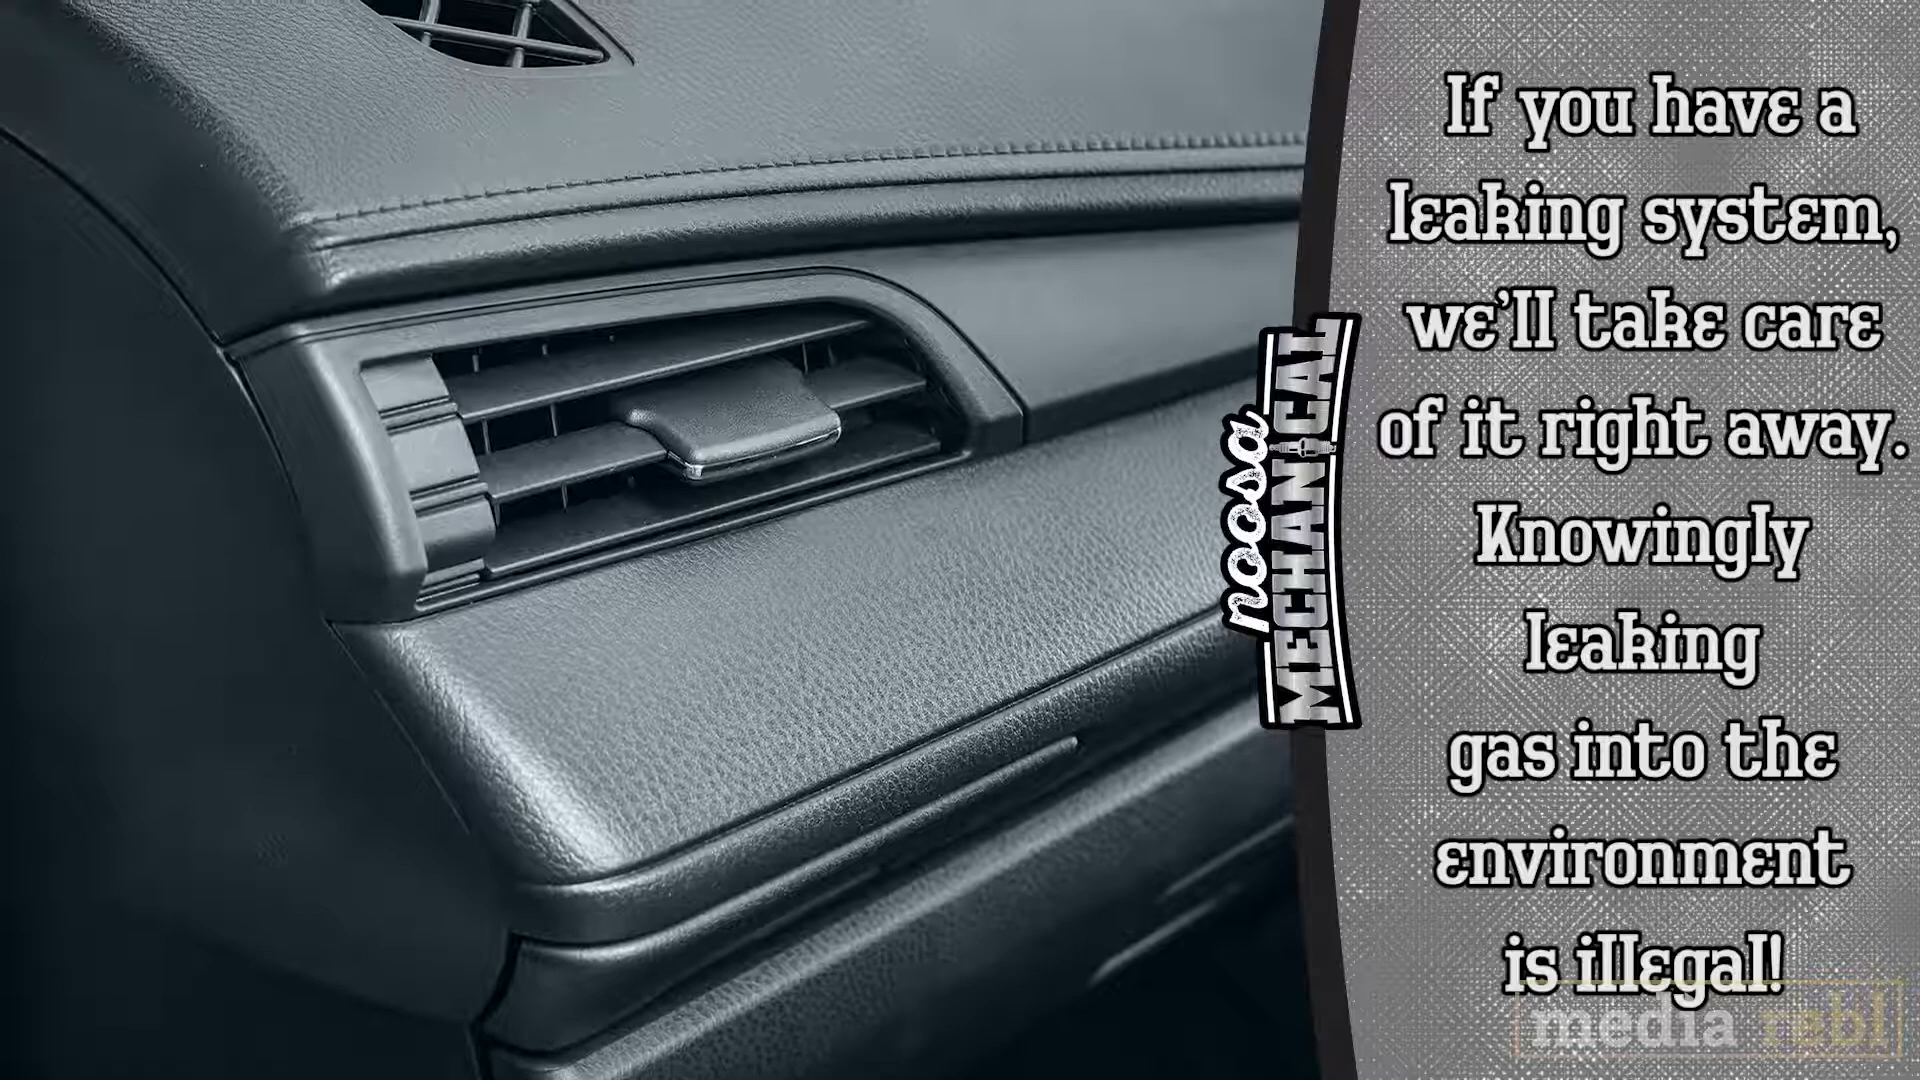 If you have a
leaking system,
we'll take care
of it right away.
Knowingly
leaking
gas into the
environment
is illegal!
noosa
MECHANICAL
media rebl